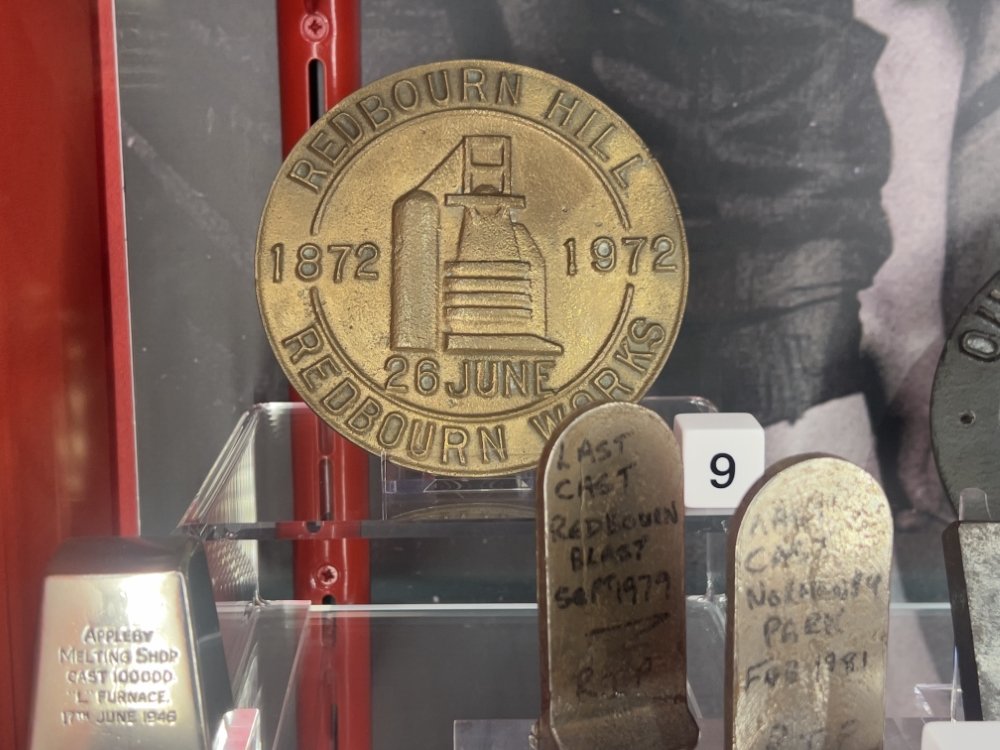 REDBOURN HILL
1872 1972
26 JUNE
REDBOURN WORKS
9
LAST
CAST
REDBOURN
BLAST
SEPT 1979
CAST
NORMANBY
PARK
FEB 1981
APPLEBY
MELTING SHOP
CAST 100000
"L" FURNACE.
17TH JUNE 1946